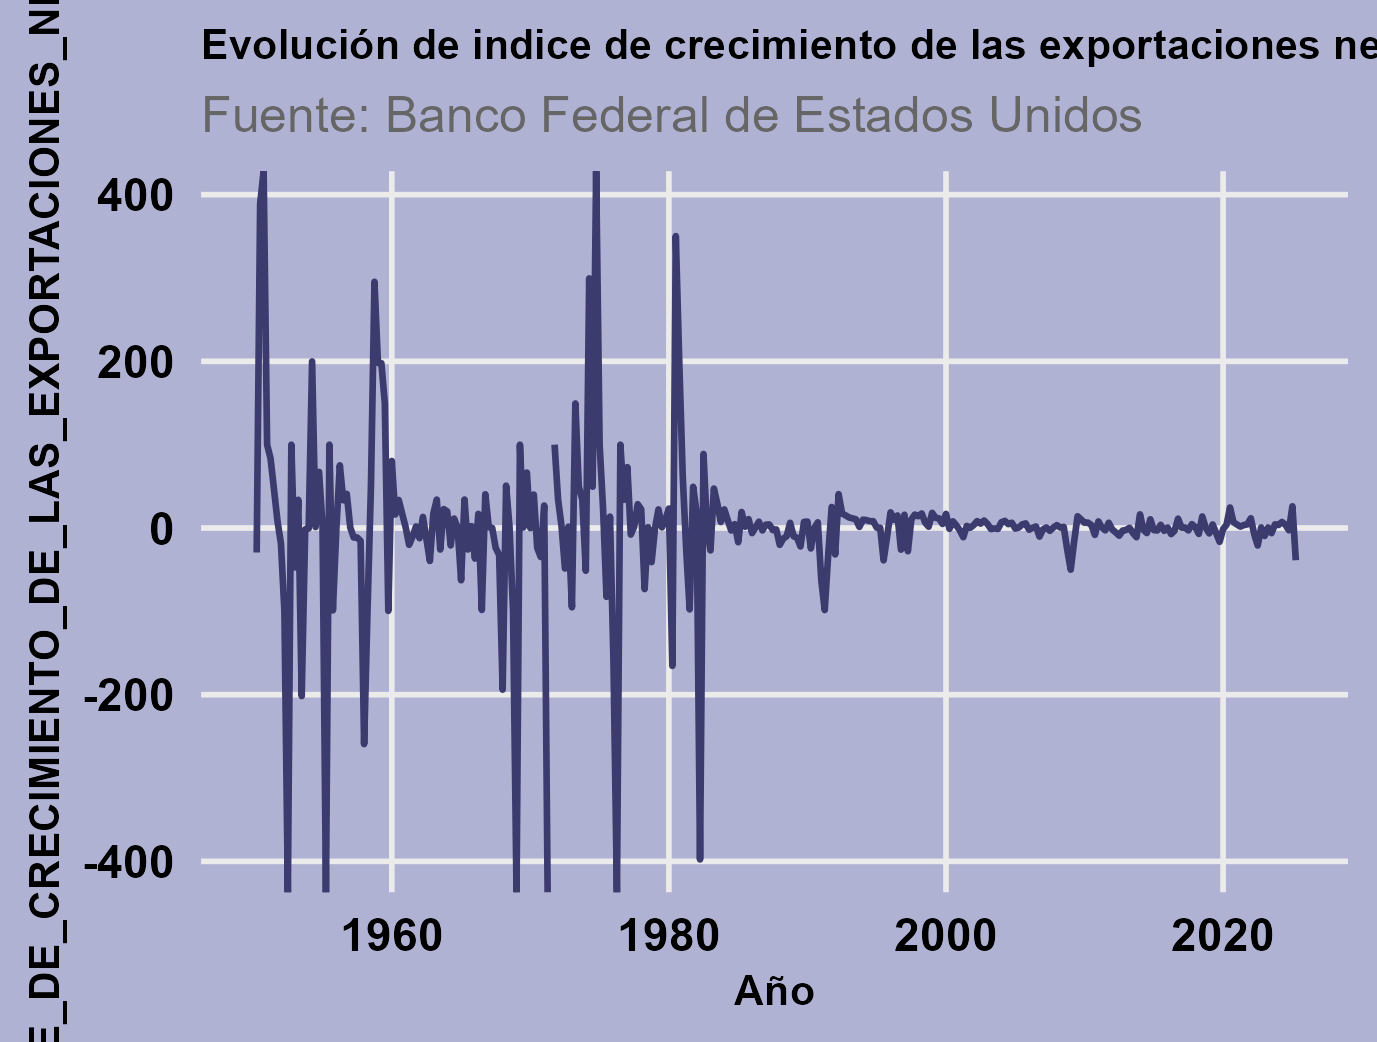 Evolución de indice de crecimiento de las exportaciones ne
Fuente: Banco Federal de Estados Unidos
E_DE_CRECIMIENTO_DE_LAS_EXPORTACIONES_NE
400
200
0
-200
-400
1960 1980 2000 2020
Año